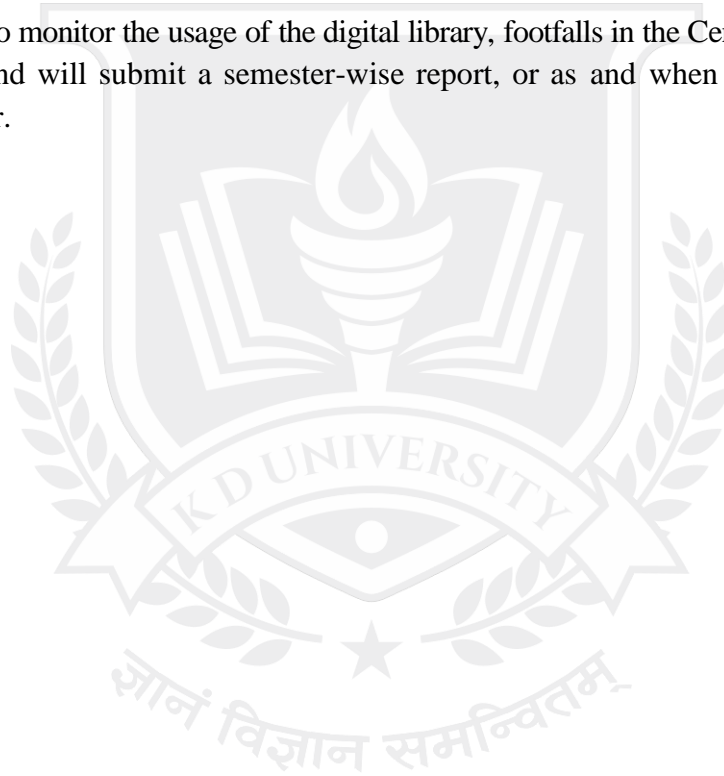 o monitor the usage of the digital library, footfalls in the Cer
nd will submit a semester-wise report, or as and when
r.
K D UNIVERSITY
ज्ञानं विज्ञान समन्वितम्